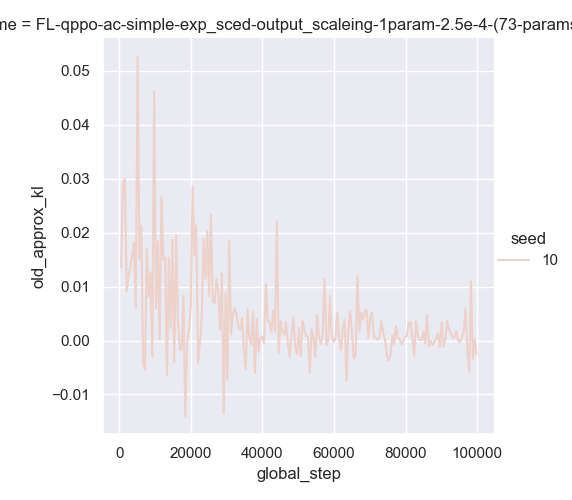 me = FL-qppo-ac-simple-exp_sced-output_scaleing-1param-2.5e-4-(73-params
0.05
0.04
0.03
0.02
0.01
0.00
−0.01
old_approx_kl
seed
10
0 20000 40000 60000 80000 100000
global_step